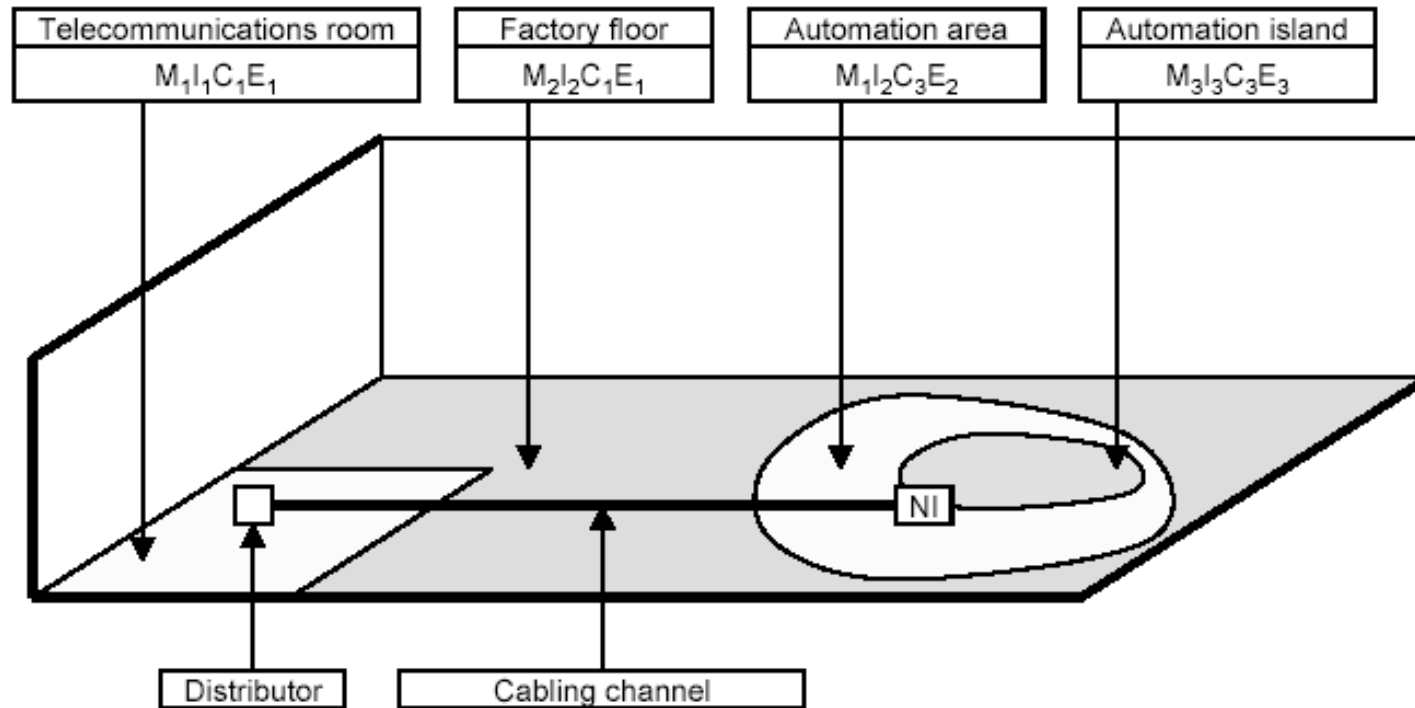 Telecommunications room
M₁I₁C₁E₁
Factory floor
M₂I₂C₁E₁
Automation area
M₁I₂C₃E₂
Automation island
M₃I₃C₃E₃
NI
Distributor
Cabling channel